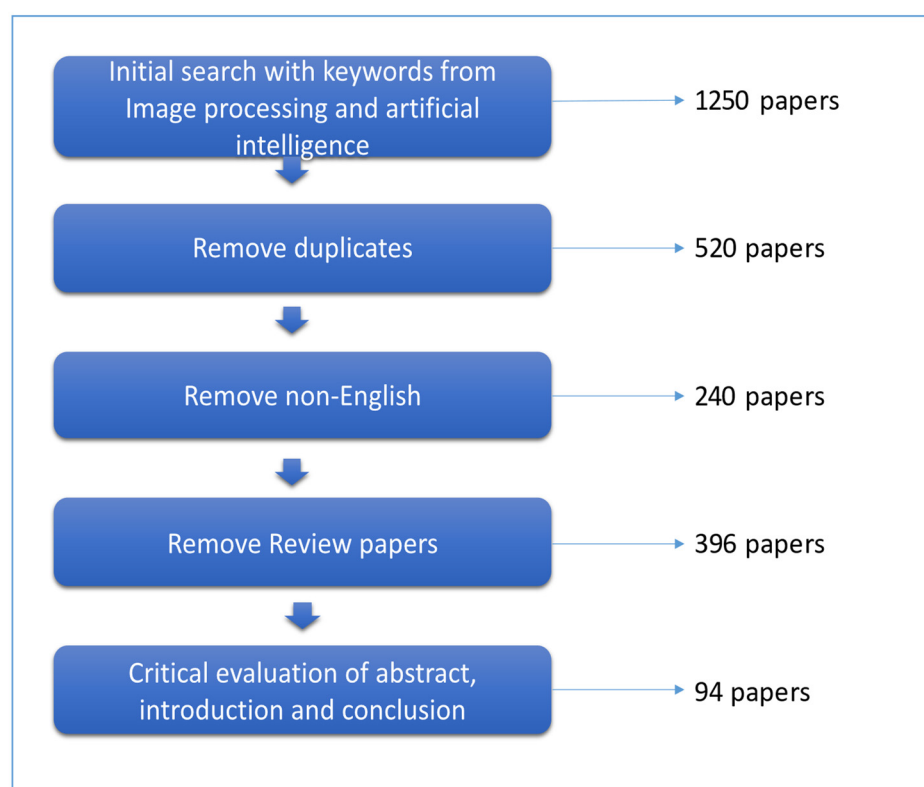 Initial search with keywords from
Image processing and artificial
intelligence
1250 papers
Remove duplicates
520 papers
Remove non-English
240 papers
Remove Review papers
396 papers
Critical evaluation of abstract,
introduction and conclusion
94 papers